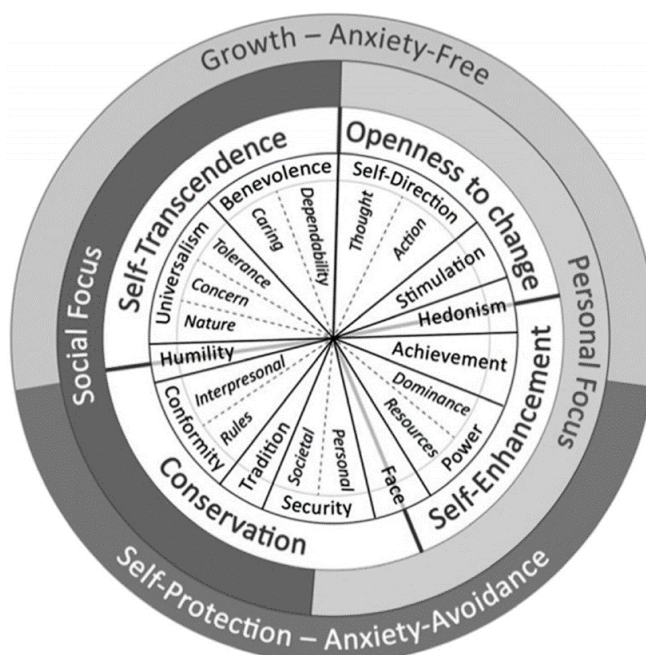 Growth – Anxiety-Free
Social Focus
Personal Focus
Self-Protection – Anxiety-Avoidance
Self-Transcendence
Openness to change
Self-Enhancement
Conservation
Benevolence
Caring
Dependability
Self-Direction
Thought
Action
Stimulation
Hedonism
Achievement
Dominance
Resources
Power
Face
Personal
Societal
Security
Tradition
Rules
Interpresonal
Conformity
Humility
Nature
Concern
Tolerance
Universalism